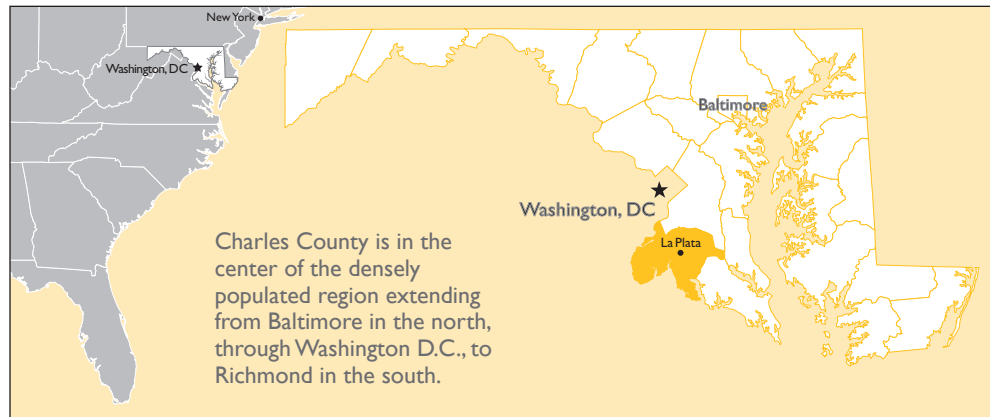 New York
Washington, DC
Baltimore
Washington, DC
La Plata
Charles County is in the
center of the densely
populated region extending
from Baltimore in the north,
through Washington D.C., to
Richmond in the south.